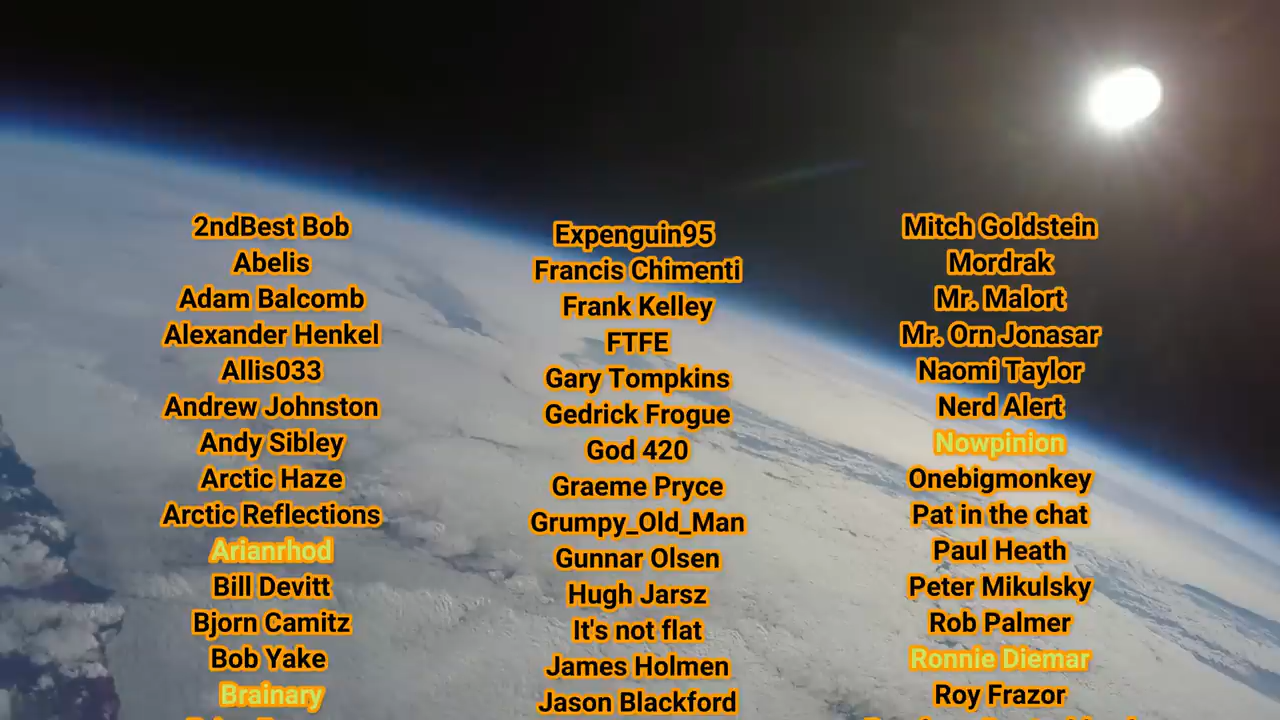 2ndBest Bob
Abelis
Adam Balcomb
Alexander Henkel
Allis033
Andrew Johnston
Andy Sibley
Arctic Haze
Arctic Reflections
Arianrhod
Bill Devitt
Bjorn Camitz
Bob Yake
Brainary
Expenguin95
Francis Chimenti
Frank Kelley
FTFE
Gary Tompkins
Gedrick Frogue
God 420
Graeme Pryce
Grumpy_Old_Man
Gunnar Olsen
Hugh Jarsz
It's not flat
James Holmen
Jason Blackford
Mitch Goldstein
Mordrak
Mr. Malort
Mr. Orn Jonasar
Naomi Taylor
Nerd Alert
Nowpinion
Onebigmonkey
Pat in the chat
Paul Heath
Peter Mikulsky
Rob Palmer
Ronnie Diemar
Roy Frazor